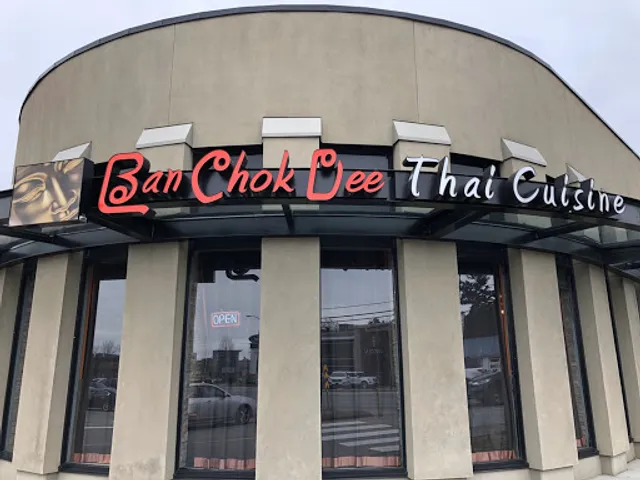 Ban Chok Dee Thai Cuisine
OPEN